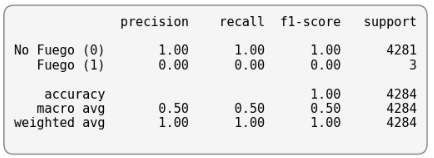 precision recall f1-score support
No Fuego (0) 1.00 1.00 1.00 4281
Fuego (1) 0.00 0.00 0.00 3
accuracy 1.00 4284
macro avg 0.50 0.50 0.50 4284
weighted avg 1.00 1.00 1.00 4284